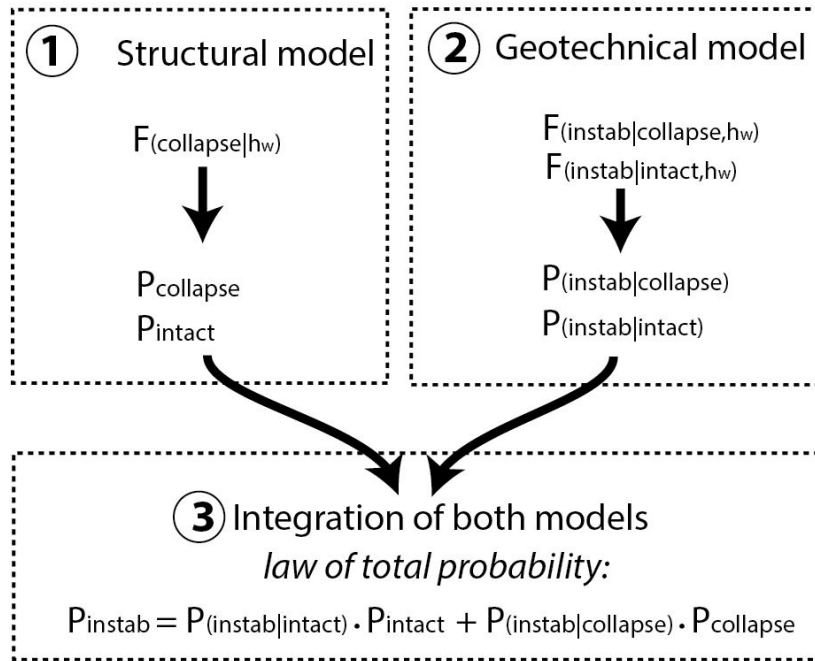 1 Structural model
F(collapse|hw)
Pcollapse
Pintact
2 Geotechnical model
F(instab|collapse,hw)
F(instab|intact,hw)
P(instab|collapse)
P(instab|intact)
3 Integration of both models
law of total probability:
Pinstab = P(instab|intact) · Pintact + P(instab|collapse) · Pcollapse